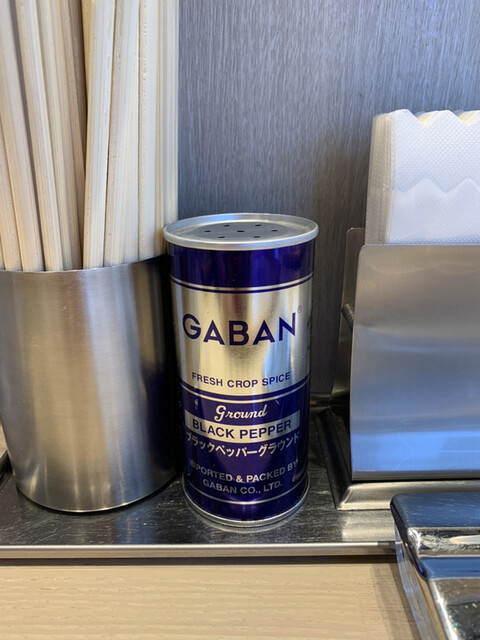 GABAN®
FRESH CROP SPICE
Ground
BLACK PEPPER
ブラックペッパーグラウンド
IMPORTED & PACKED BY
GABAN CO., LTD.